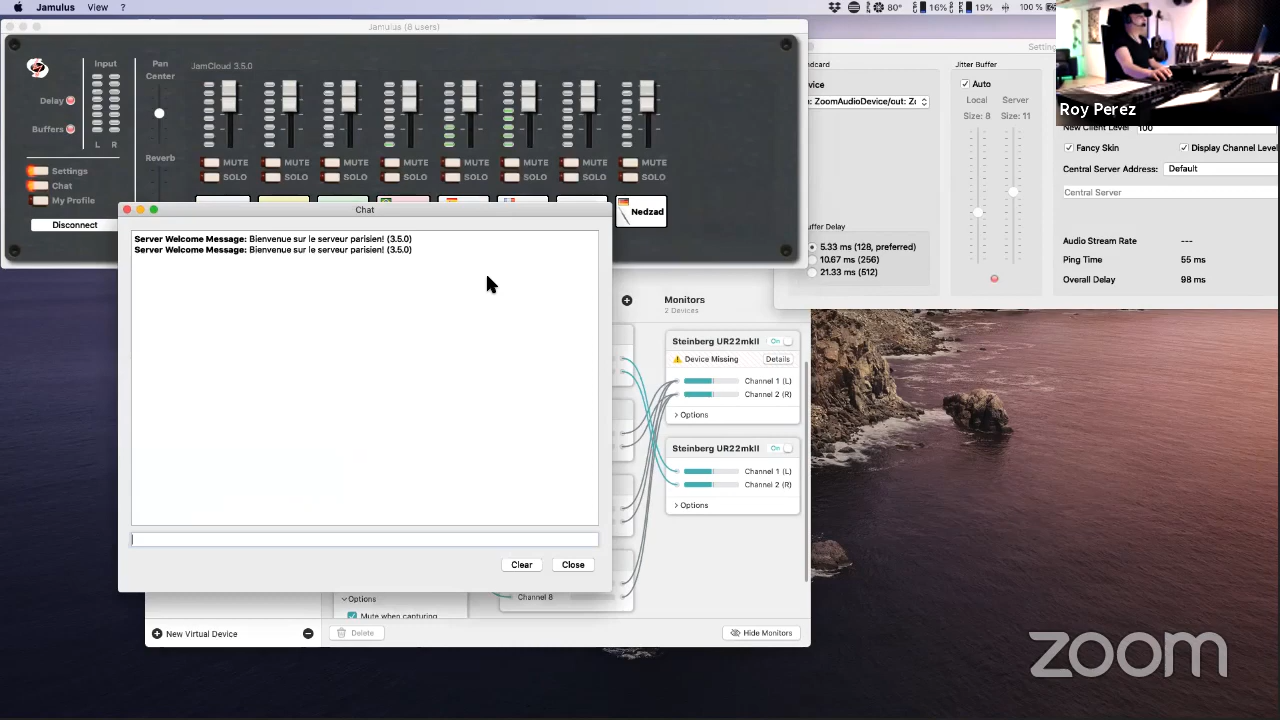 Jamulus View ?
80° 16% 19% 100 %
Jamulus (8 users)
Input
Pan
Center
JamCloud 3.5.0
Delay
Buffers
L R
Reverb
MUTE MUTE MUTE MUTE MUTE MUTE MUTE MUTE
SOLO SOLO SOLO SOLO SOLO SOLO SOLO SOLO
Settings
Chat
My Profile
Disconnect
Nedzad
Chat
Server Welcome Message: Bienvenue sur le serveur parisien! (3.5.0)
Server Welcome Message: Bienvenue sur le serveur parisien! (3.5.0)
Clear Close
Jitter Buffer
Auto
Local Server
Size: 8 Size: 11
: ZoomAudioDevice/out:
5.33 ms (128, preferred)
10.67 ms (256)
21.33 ms (512)
Roy Perez
New Client Level 100
Fancy Skin Display Channel Level
Central Server Address: Default
Central Server
Audio Stream Rate ---
Ping Time 55 ms
Overall Delay 98 ms
Monitors
2 Devices
Steinberg UR22mkII On
Device Missing Details
Channel 1 (L)
Channel 2 (R)
Options
Steinberg UR22mkII On
Channel 1 (L)
Channel 2 (R)
Options
Channel 8
Options
Mute when capturing
New Virtual Device
Delete
Hide Monitors
zoom